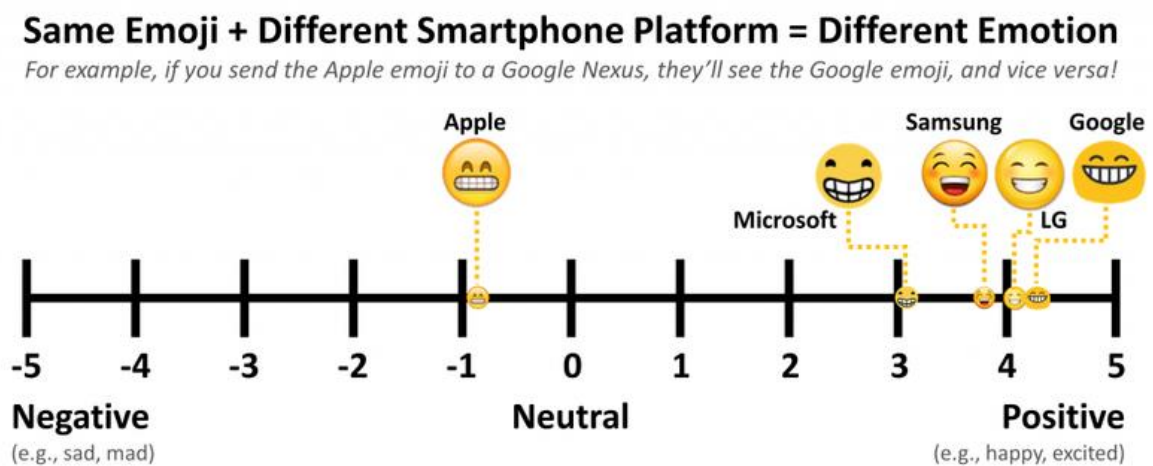 Same Emoji + Different Smartphone Platform = Different Emotion
For example, if you send the Apple emoji to a Google Nexus, they'll see the Google emoji, and vice versa!
Apple
Samsung
Google
Microsoft
LG
-5 -4 -3 -2 -1 0 1 2 3 4 5
Negative Neutral Positive
(e.g., sad, mad) (e.g., happy, excited)